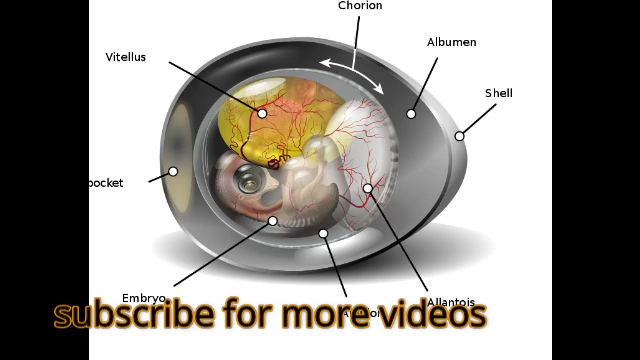 Chorion
Albumen
Vitellus
Shell
pocket
Embryo
Allantois
subscribe for more videos